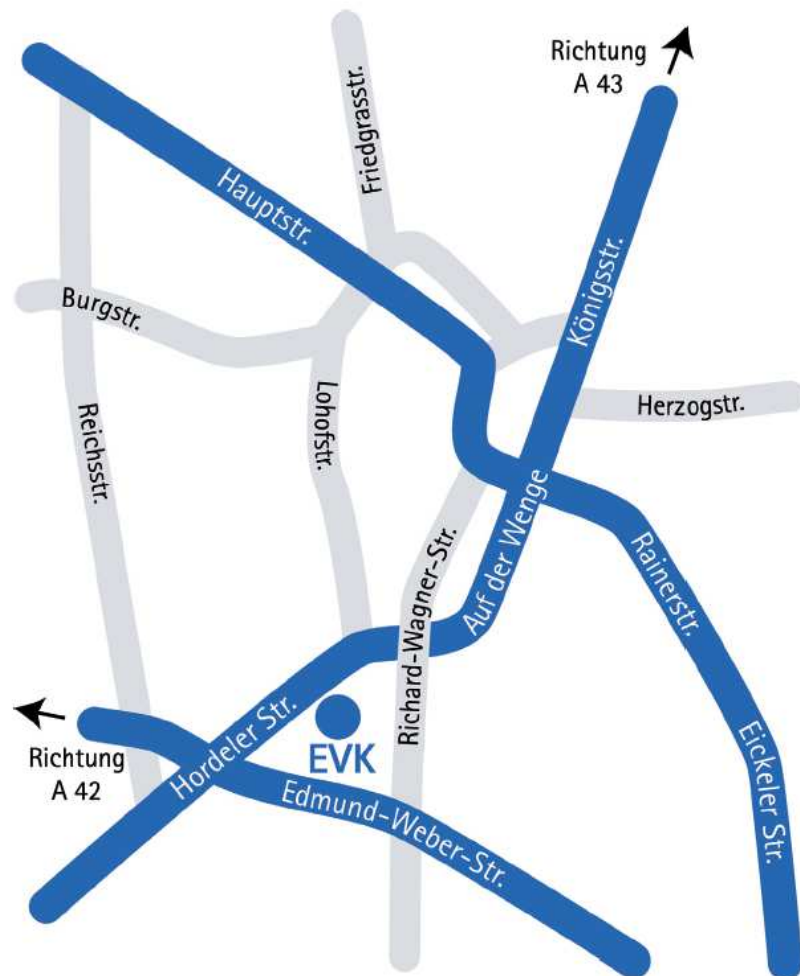 Richtung
A 43
Friedgrasstr.
Hauptstr.
Königsstr.
Burgstr.
Herzogstr.
Reichsstr.
Lohofstr.
Auf der Wenge
Rainerstr.
Richard-Wagner-Str.
Hordeler Str.
Richtung
A 42
EVK
Edmund-Weber-Str.
Eickeler Str.